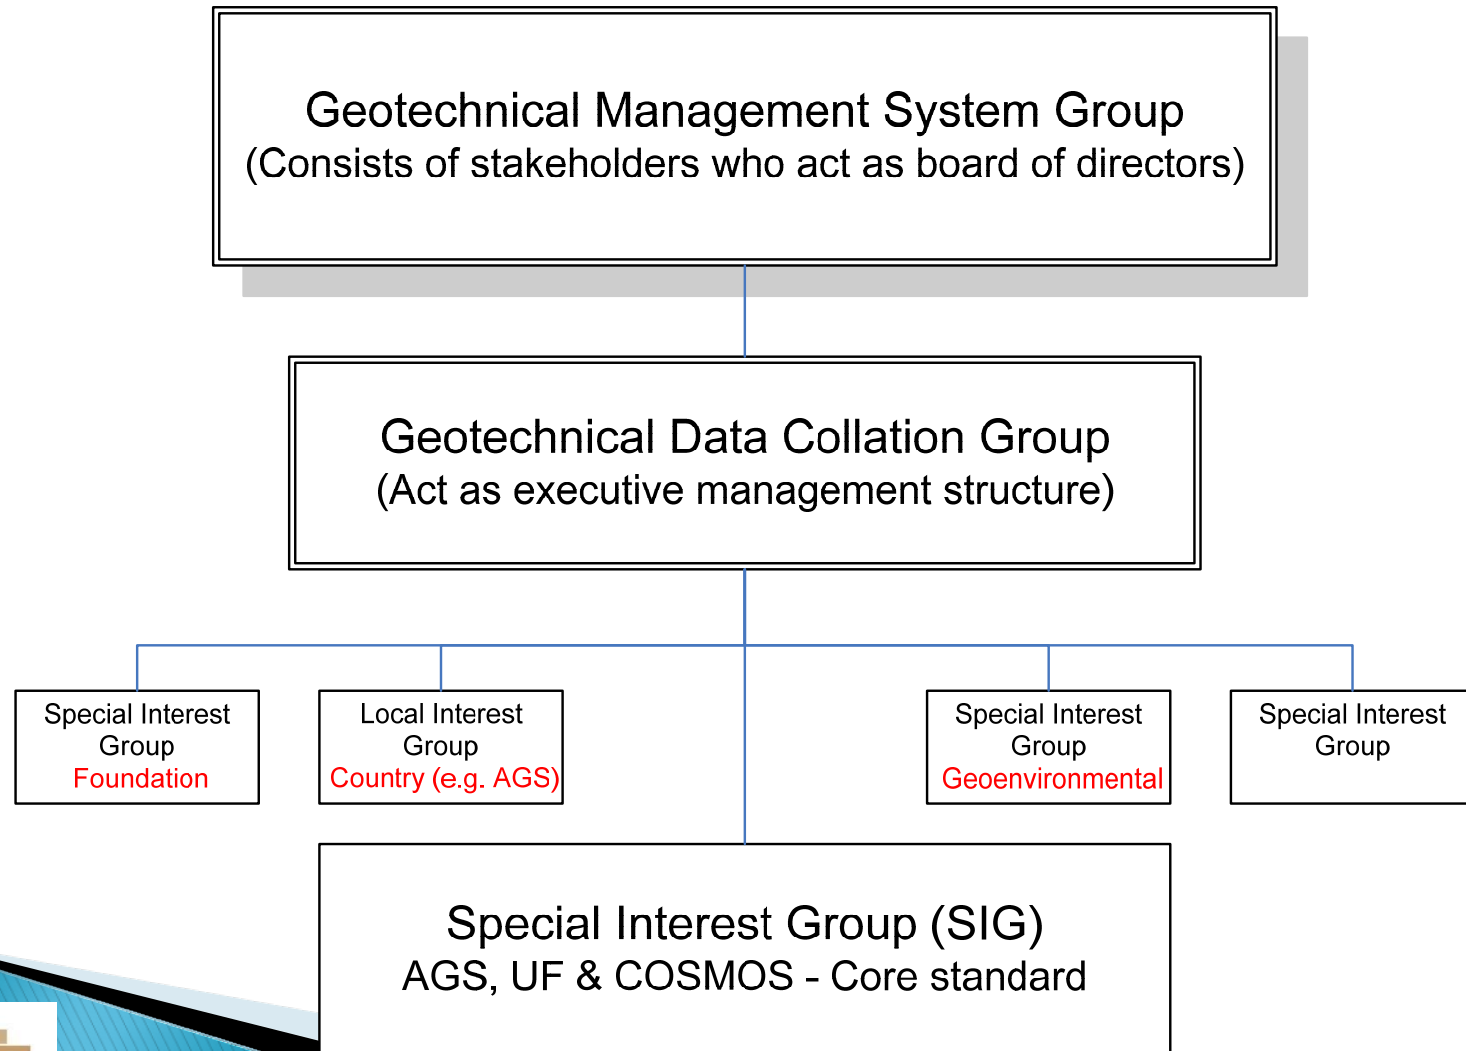 Geotechnical Management System Group
(Consists of stakeholders who act as board of directors)
Geotechnical Data Collation Group
(Act as executive management structure)
Special Interest
Group
Foundation
Local Interest
Group
Country (e.g. AGS)
Special Interest
Group
Geoenvironmental
Special Interest
Group
Special Interest Group (SIG)
AGS, UF & COSMOS - Core standard